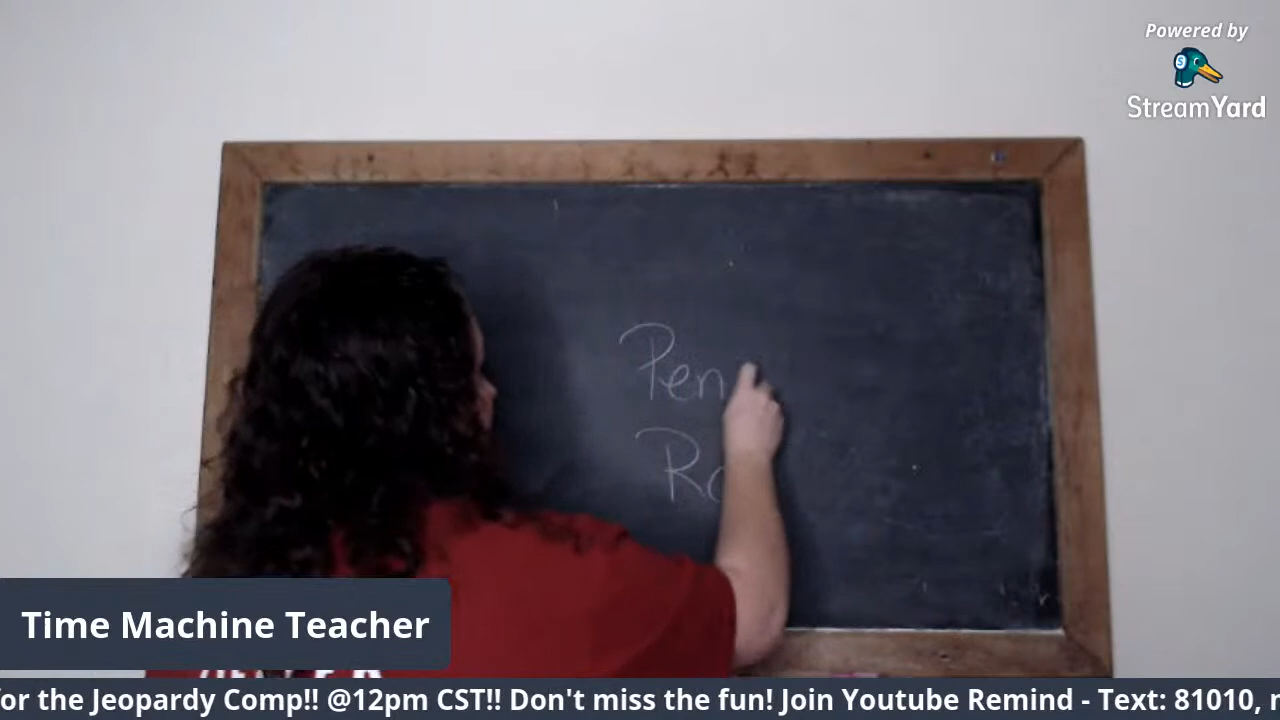 Powered by
StreamYard
Pen
Time Machine Teacher
for the Jeopardy Comp!! @12pm CST!! Don't miss the fun! Join Youtube Remind - Text: 81010,